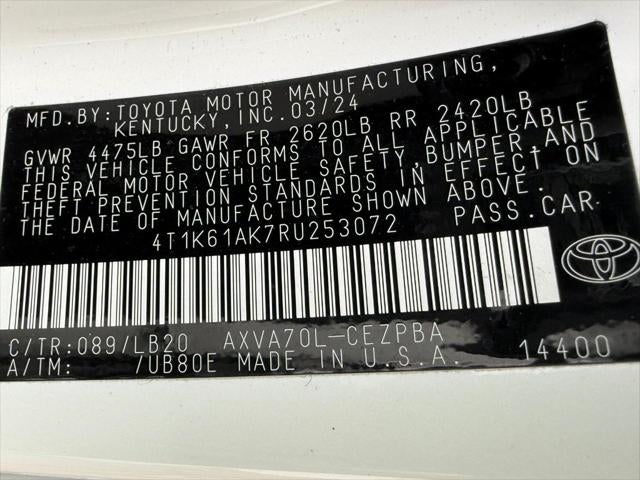 MFD.BY:TOYOTA MOTOR MANUFACTURING,
KENTUCKY,INC.03/24
GVWR 4475LB GAWR FR 2620LB RR 2420LB
THIS VEHICLE CONFORMS TO ALL APPLICABLE
FEDERAL MOTOR VEHICLE SAFETY,BUMPER,AND
THEFT PREVENTION STANDARDS IN EFFECT ON
THE DATE OF MANUFACTURE SHOWN ABOVE.
4T1K61AK7RU253072 PASS.CAR
C/TR:089/LB20 AXVA70L-CEZPBA
A/TM: /UB80E MADE IN U.S.A. 14400